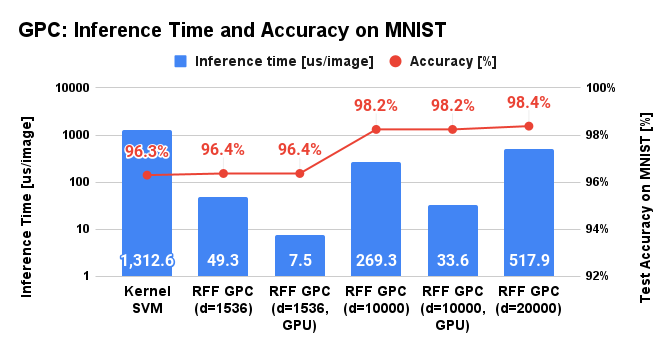 GPC: Inference Time and Accuracy on MNIST
Inference time [us/image] Accuracy [%]
Inference Time [us/image]
10000
1000
100
10
1
96.3% 96.4% 96.4% 98.2% 98.2% 98.4%
1,312.6 49.3 7.5 269.3 33.6 517.9
100%
98%
96%
94%
92%
Test Accuracy on MNIST [%]
Kernel
SVM
RFF GPC
(d=1536)
RFF GPC
(d=1536,
GPU)
RFF GPC
(d=10000)
RFF GPC
(d=10000,
GPU)
RFF GPC
(d=20000)